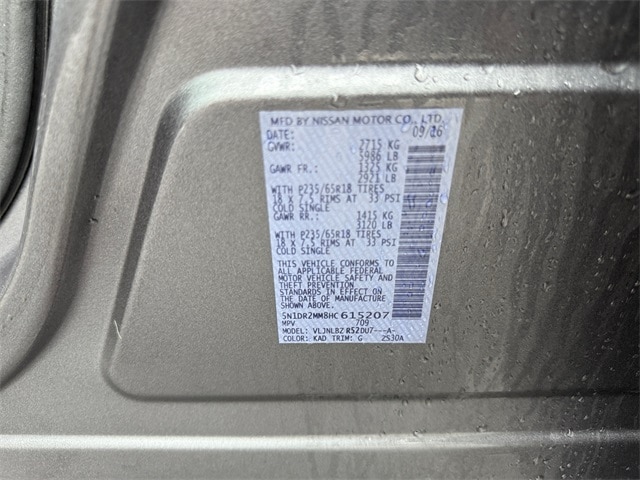 MFD BY NISSAN MOTOR CO., LTD.
DATE: 09/16
GVWR: 2715 KG
5986 LB
GAWR FR.: 1325 KG
2921 LB
WITH P235/65R18 TIRES
18 X 7.5 RIMS AT 33 PSI
COLD SINGLE
GAWR RR.: 1415 KG
3120 LB
WITH P235/65R18 TIRES
18 X 7.5 RIMS AT 33 PSI
COLD SINGLE
THIS VEHICLE CONFORMS TO
ALL APPLICABLE FEDERAL
MOTOR VEHICLE SAFETY AND
THEFT PREVENTION
STANDARDS IN EFFECT ON
THE DATE OF MANUFACTURE
SHOWN ABOVE.
5N1DR2MM8HC615207
MPV 709
MODEL: VLJNLBZ R52DU7---A-
COLOR: KAD TRIM: G 2S30A